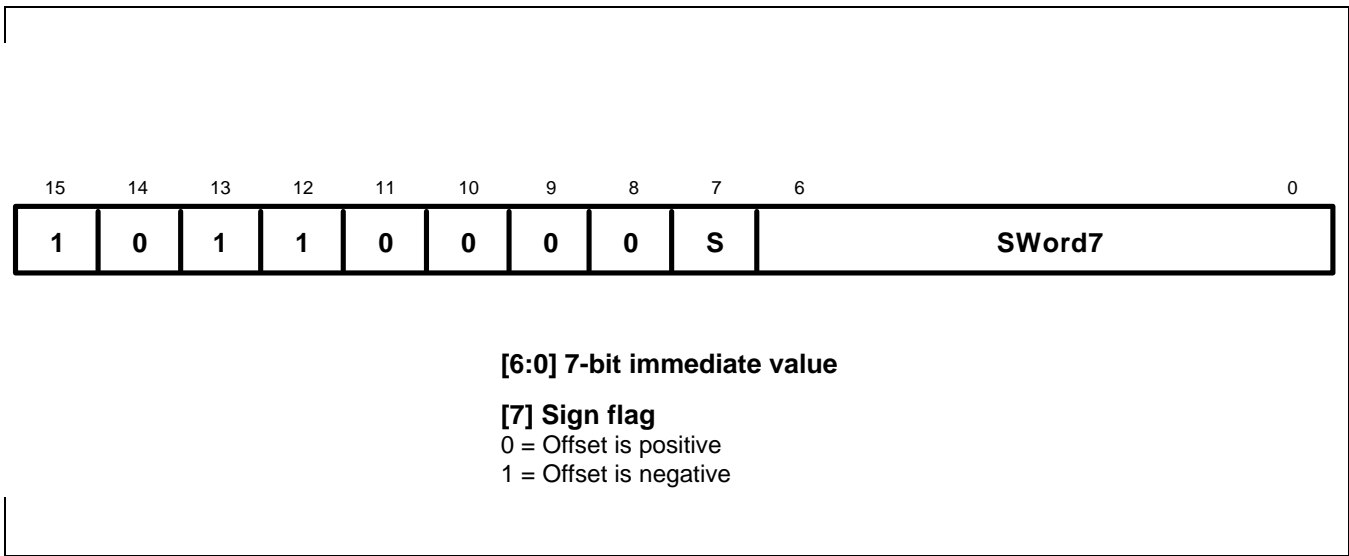 15 14 13 12 11 10 9 8 7 6 0
1 0 1 1 0 0 0 0 S SWord7
[6:0] 7-bit immediate value
[7] Sign flag
0 = Offset is positive
1 = Offset is negative